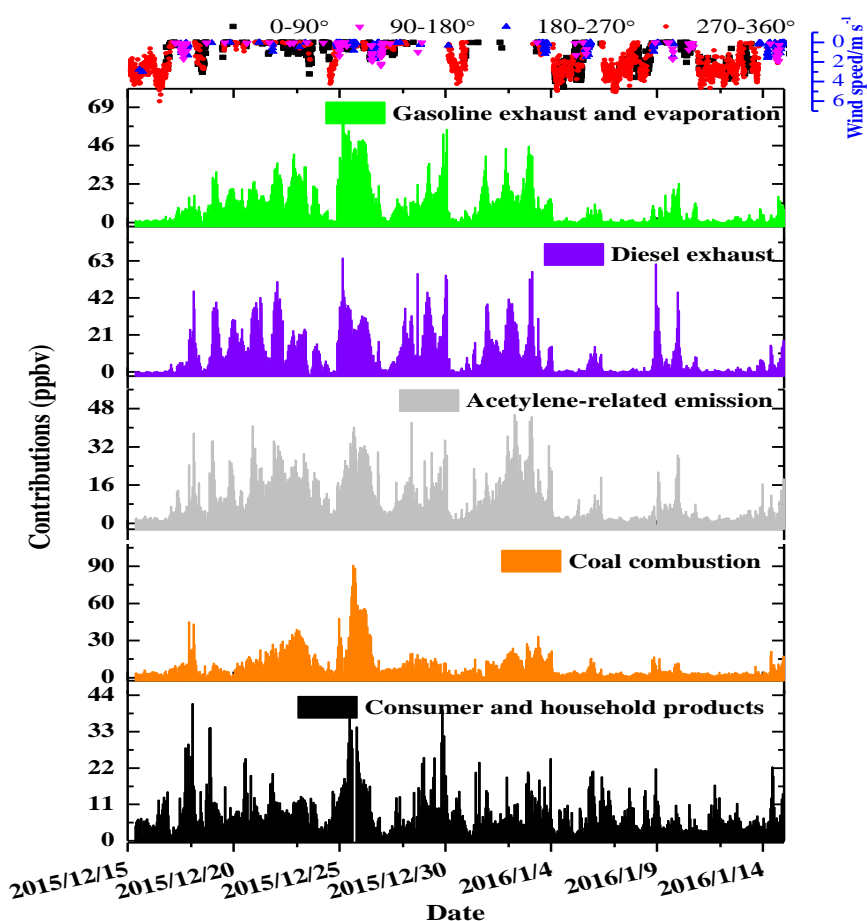 0-90° 90-180° 180-270° 270-360°
0
2
4
6
Wind speed/m s⁻¹
Gasoline exhaust and evaporation
69
46
23
0
Diesel exhaust
63
42
21
0
Acetylene-related emission
48
32
16
0
Coal combustion
90
60
30
0
Consumer and household products
44
33
22
11
0
Contributions (ppbv)
2015/12/15 2015/12/20 2015/12/25 2015/12/30 2016/1/4 2016/1/9 2016/1/14
Date